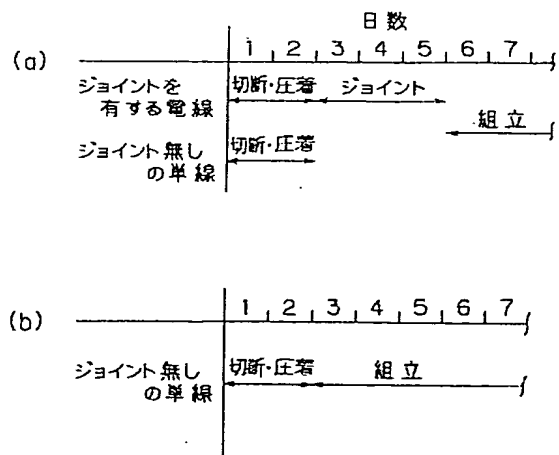 日数
(a)
1 2 3 4 5 6 7
ジョイントを
有する電線
切断・圧着 ジョイント
組立
ジョイント無し
の単線
切断・圧着
(b)
1 2 3 4 5 6 7
ジョイント無し
の単線
切断・圧着 組立